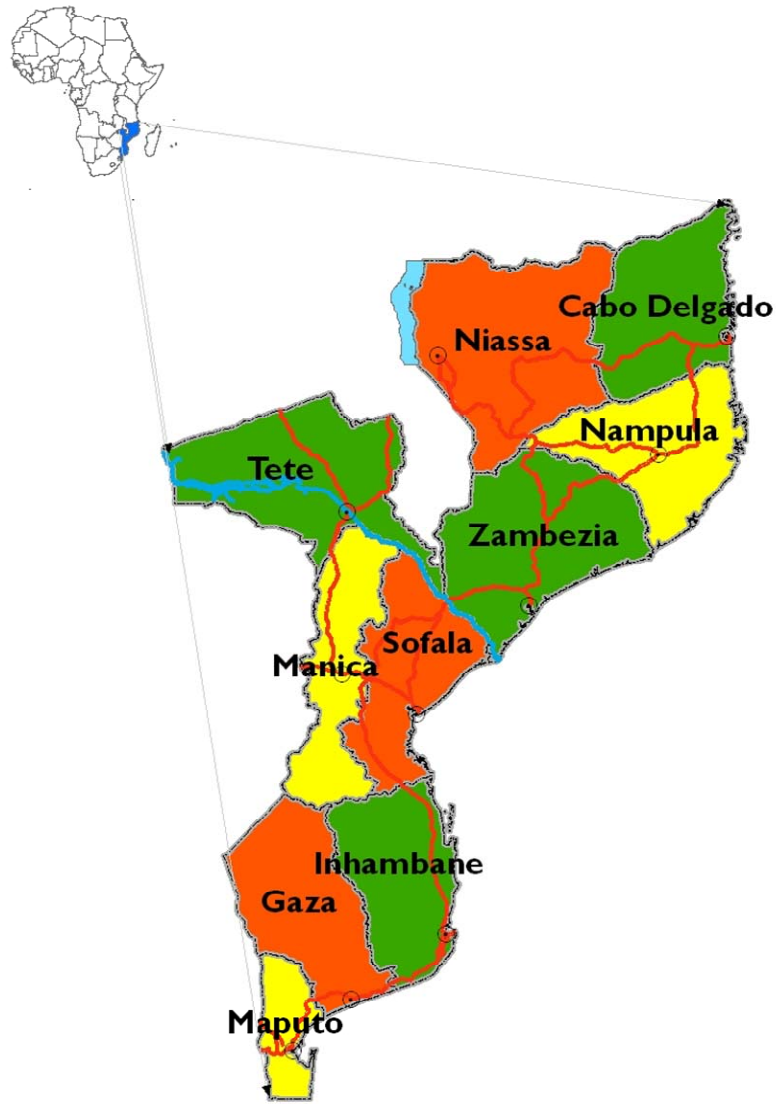 Cabo Delgado
Niassa
Nampula
Tete
Zambezia
Sofala
Manica
Inhambane
Gaza
Maputo